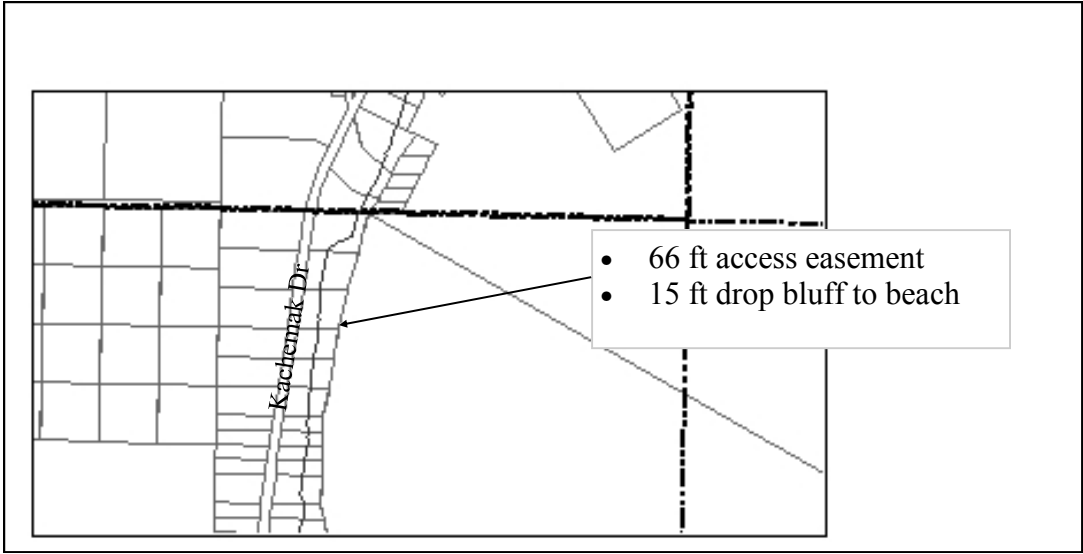 • 66 ft access easement
• 15 ft drop bluff to beach
Kachemak Dr